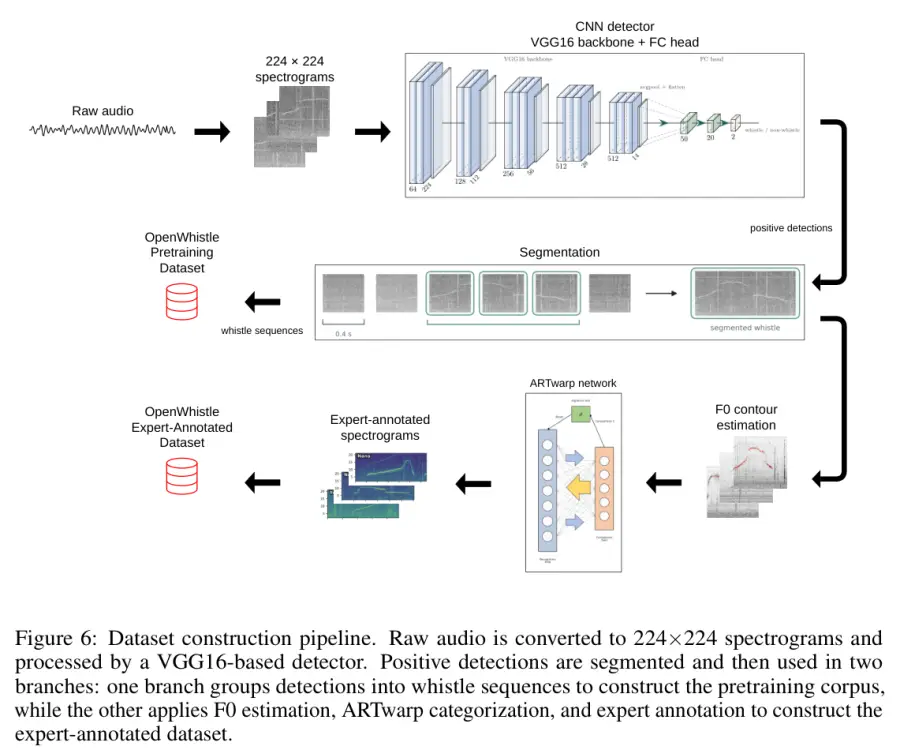 CNN detector
VGG16 backbone + FC head
224 × 224
spectrograms
Raw audio
VGG16 backbone
FC head
avgpool + flatten
whistle / non-whistle
64
224
128
112
256
56
512
28
512
14
50
20
2
positive detections
OpenWhistle
Pretraining
Dataset
Segmentation
whistle sequences
0.4 s
segmented whistle
ARTwarp network
OpenWhistle
Expert-Annotated
Dataset
Expert-annotated
spectrograms
F0 contour
estimation
Figure 6: Dataset construction pipeline. Raw audio is converted to 224×224 spectrograms and
processed by a VGG16-based detector. Positive detections are segmented and then used in two
branches: one branch groups detections into whistle sequences to construct the pretraining corpus,
while the other applies F0 estimation, ARTwarp categorization, and expert annotation to construct the
expert-annotated dataset.